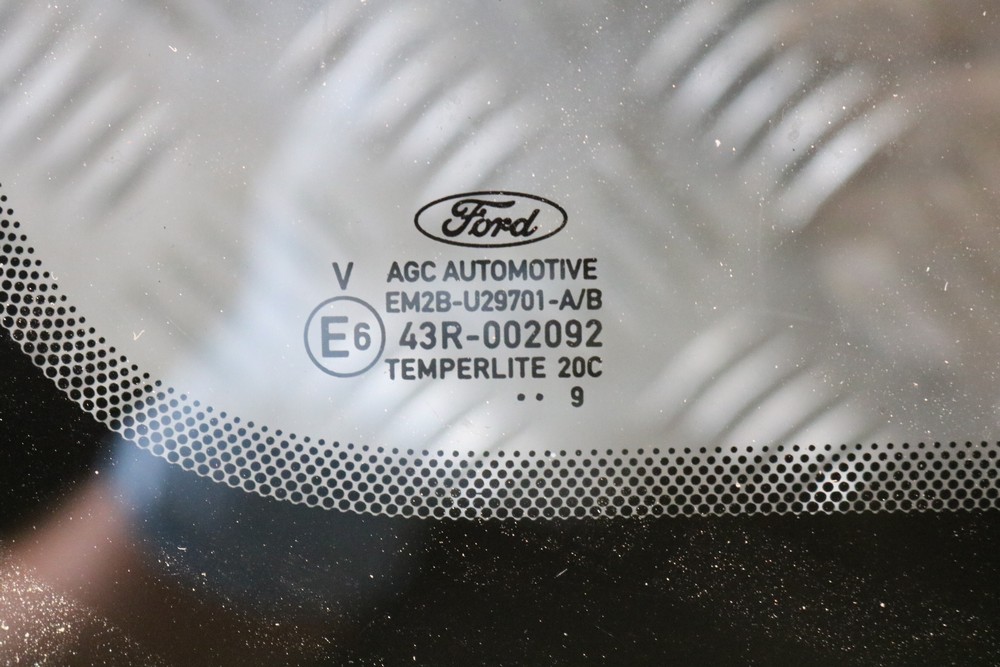 Ford
V AGC AUTOMOTIVE
EM2B-U29701-A/B
E6 43R-002092
TEMPERLITE 20C
•• 9